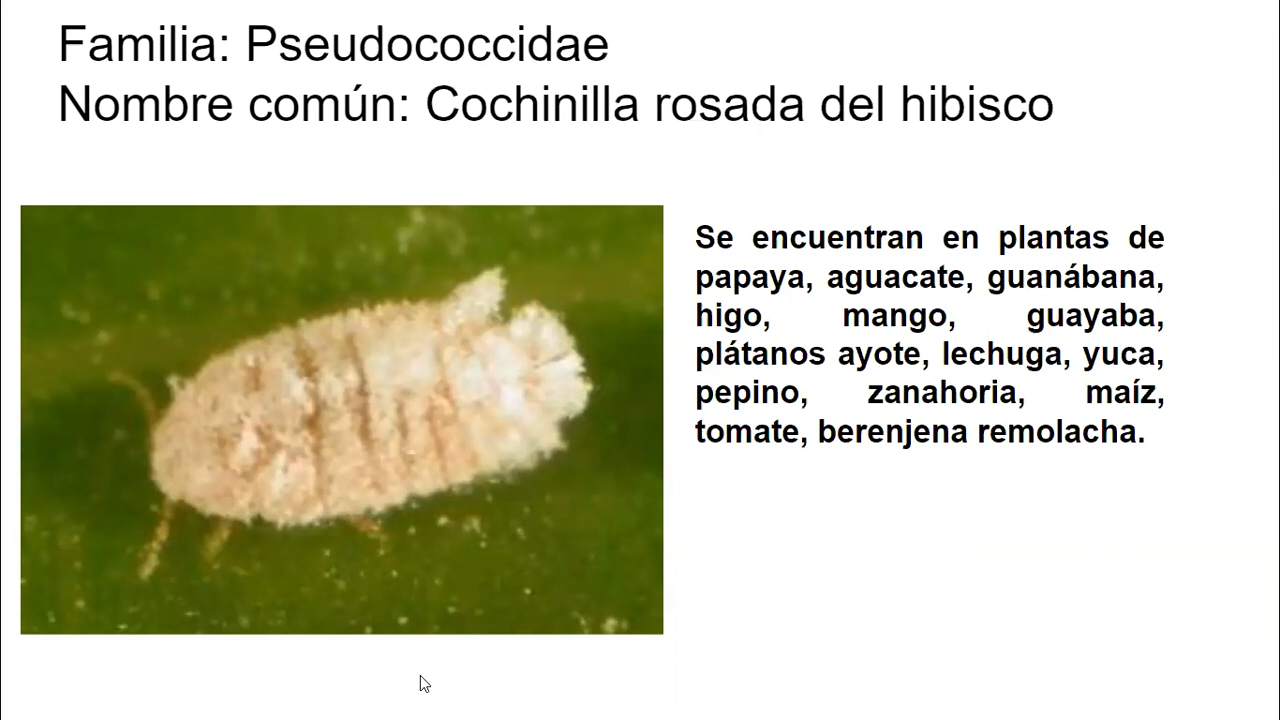 Familia: Pseudococcidae
Nombre común: Cochinilla rosada del hibisco
Se encuentran en plantas de
papaya, aguacate, guanábana,
higo, mango, guayaba,
plátanos ayote, lechuga, yuca,
pepino, zanahoria, maíz,
tomate, berenjena remolacha.